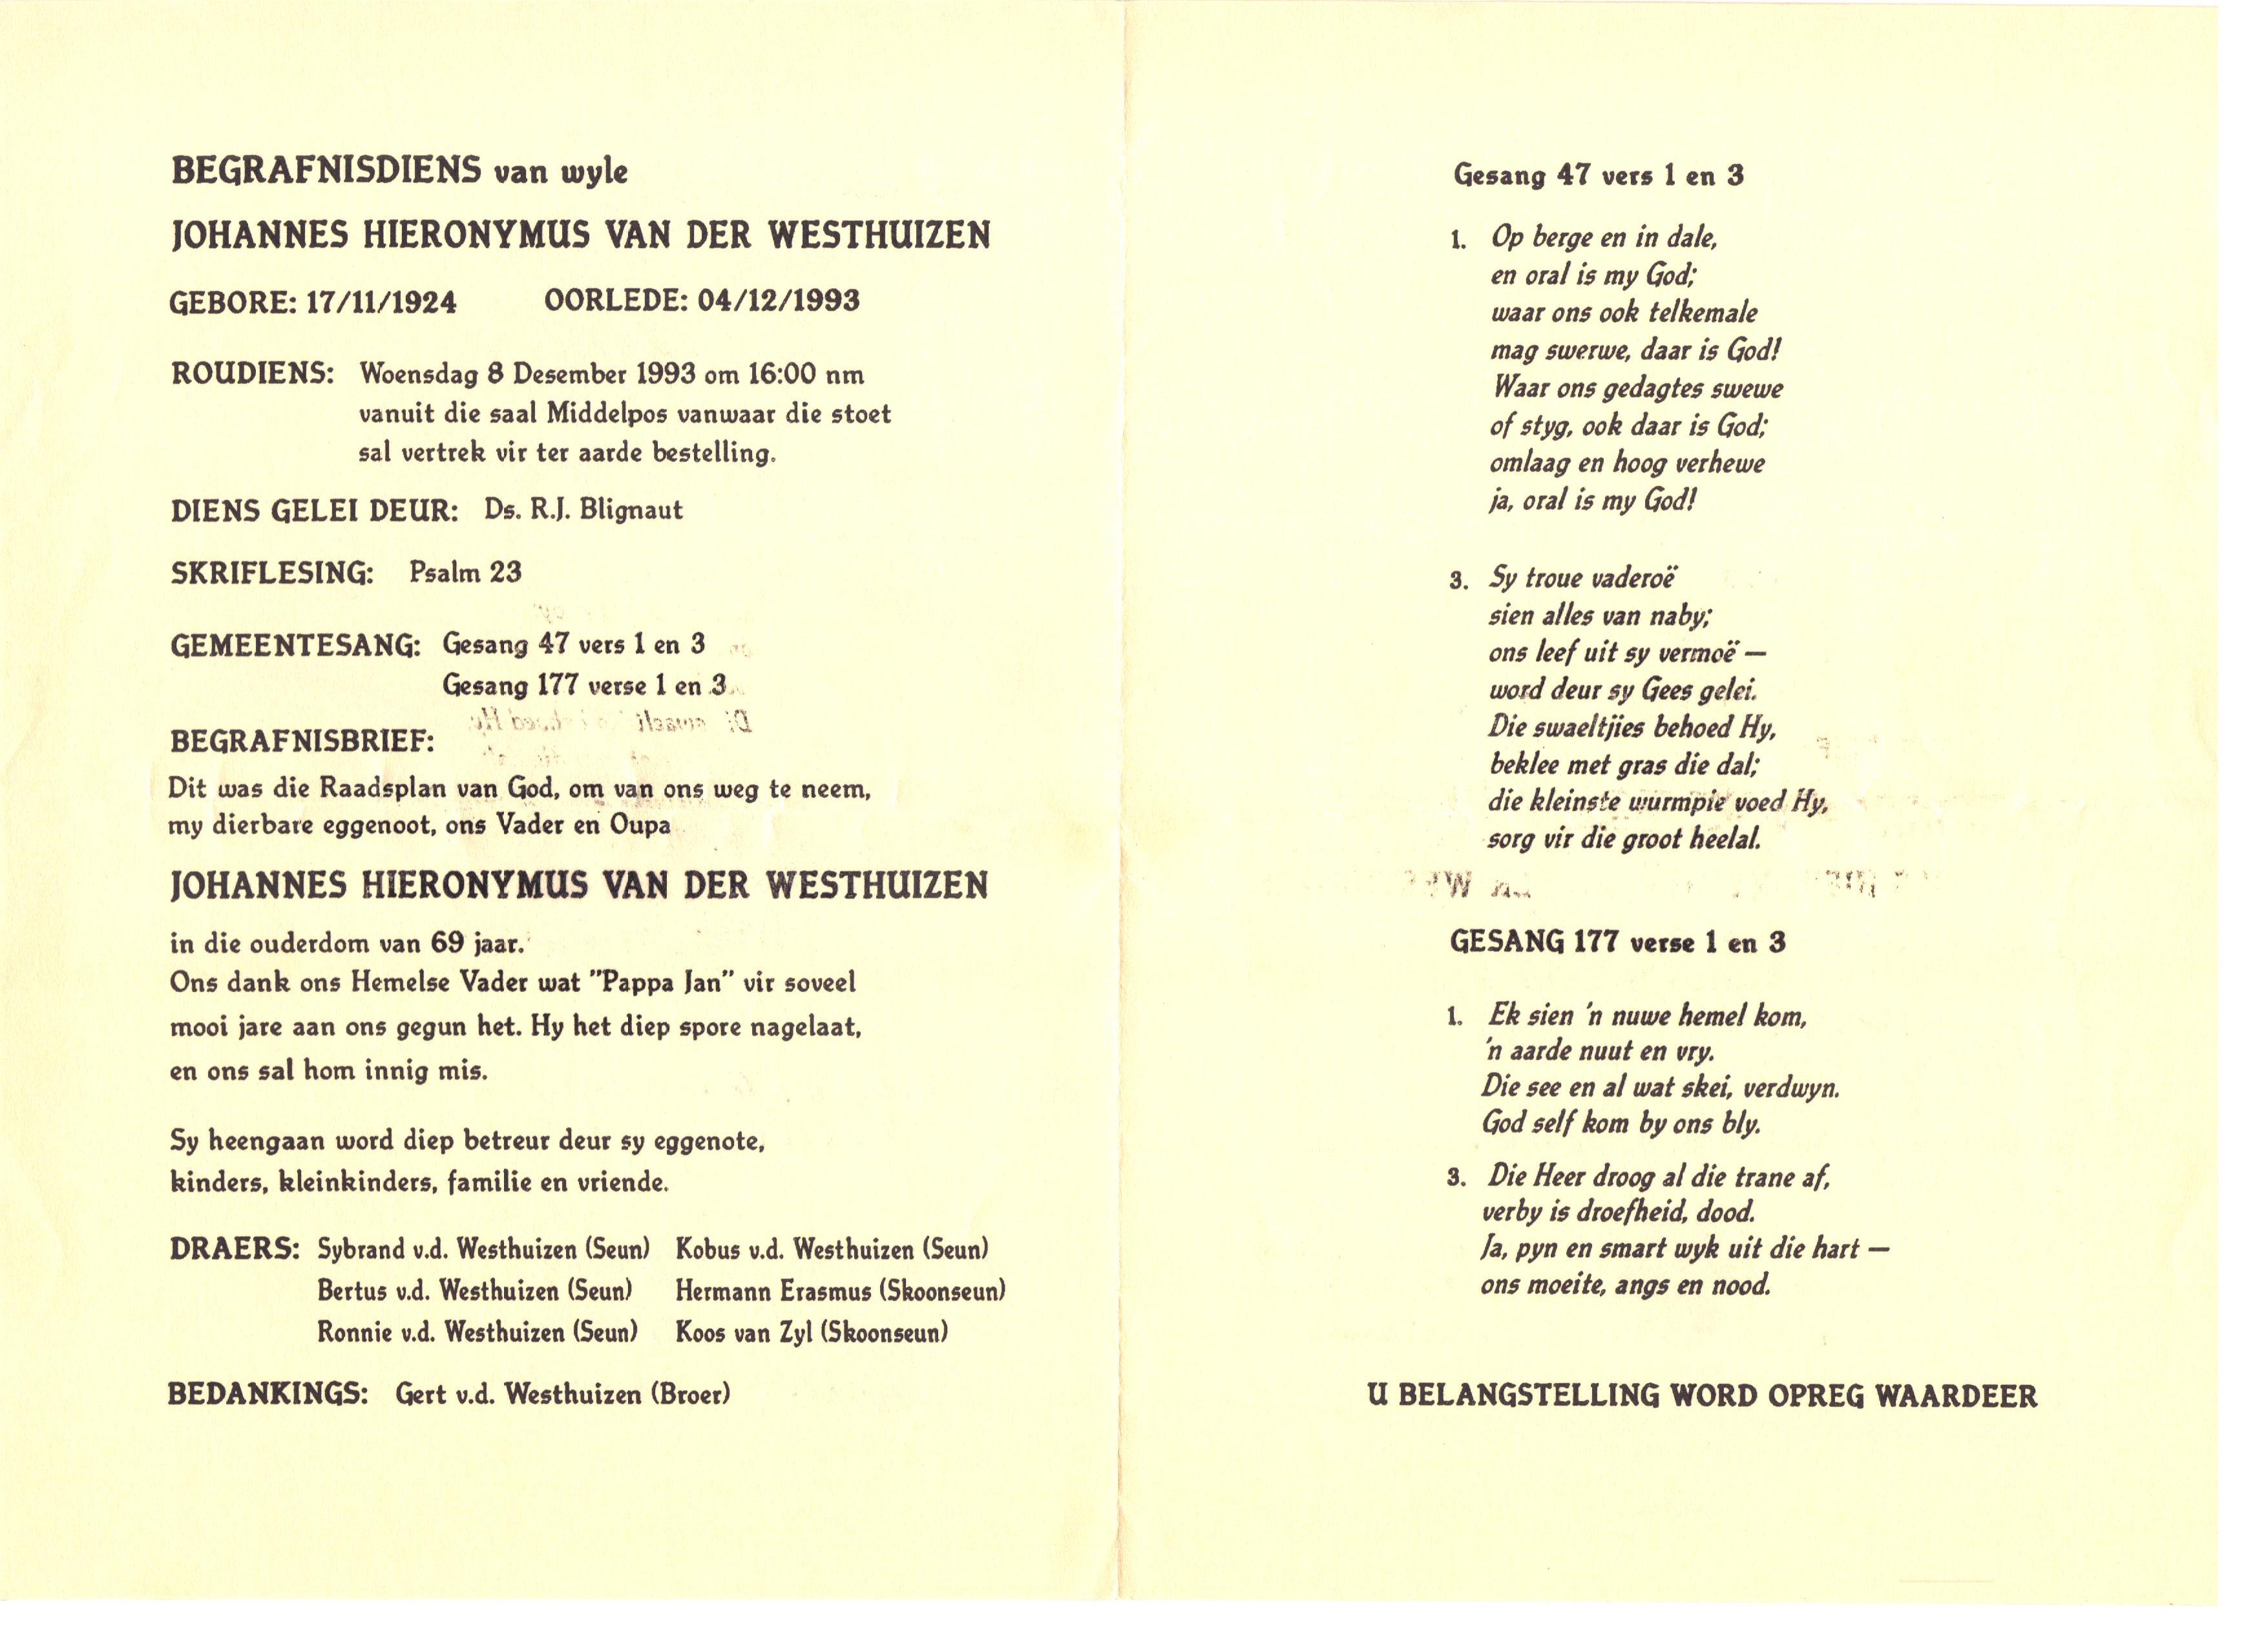 BEGRAFNISDIENS van wyle
JOHANNES HIERONYMUS VAN DER WESTHUIZEN
GEBORE: 17/11/1924 OORLEDE: 04/12/1993
ROUDIENS: Woensdag 8 Desember 1993 om 16:00 nm
vanuit die saal Middelpos vanwaar die stoet
sal vertrek vir ter aarde bestelling.
DIENS GELEI DEUR: Ds. R.J. Blignaut
SKRIFLESING: Psalm 23
GEMEENTESANG: Gesang 47 vers 1 en 3
Gesang 177 verse 1 en 3
BEGRAFNISBRIEF:
Dit was die Raadsplan van God, om van ons weg te neem,
my dierbare eggenoot, ons Vader en Oupa
JOHANNES HIERONYMUS VAN DER WESTHUIZEN
in die ouderdom van 69 jaar.
Ons dank ons Hemelse Vader wat "Pappa Jan" vir soveel
mooi jare aan ons gegun het. Hy het diep spore nagelaat,
en ons sal hom innig mis.
Sy heengaan word diep betreur deur sy eggenote,
kinders, kleinkinders, familie en vriende.
DRAERS: Sybrand v.d. Westhuizen (Seun) Kobus v.d. Westhuizen (Seun)
Bertus v.d. Westhuizen (Seun) Hermann Erasmus (Skoonseun)
Ronnie v.d. Westhuizen (Seun) Koos van Zyl (Skoonseun)
BEDANKINGS: Gert v.d. Westhuizen (Broer)
Gesang 47 vers 1 en 3
1. Op berge en in dale,
en oral is my God;
waar ons ook telkemale
mag swerwe, daar is God!
Waar ons gedagtes swewe
of styg, ook daar is God;
omlaag en hoog verhewe
ja, oral is my God!
3. Sy troue vaderoë
sien alles van naby;
ons leef uit sy vermoë —
word deur sy Gees gelei.
Die swaeltjies behoed Hy,
beklee met gras die dal;
die kleinste wurmpie voed Hy,
sorg vir die groot heelal.
GESANG 177 verse 1 en 3
1. Ek sien 'n nuwe hemel kom,
'n aarde nuut en vry.
Die see en al wat skei, verdwyn.
God self kom by ons bly.
3. Die Heer droog al die trane af,
verby is droefheid, dood.
Ja, pyn en smart wyk uit die hart —
ons moeite, angs en nood.
U BELANGSTELLING WORD OPREG WAARDEER